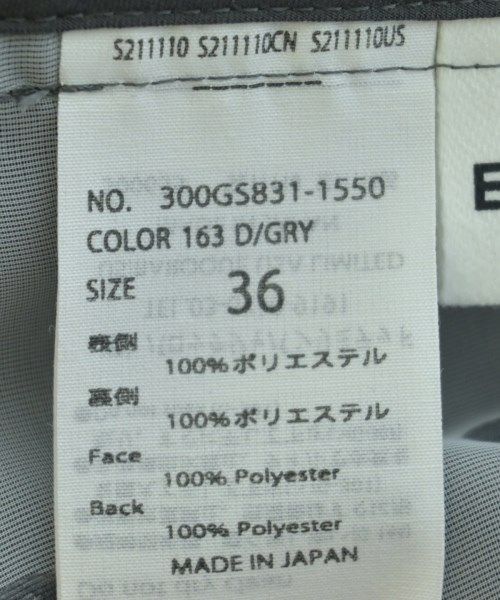 S211110 S211110CN S211110US
NO. 300GS831-1550
COLOR 163 D/GRY
SIZE 36
表側
100%ポリエステル
裏側
100%ポリエステル
Face
100% Polyester
Back
100% Polyester
MADE IN JAPAN
E